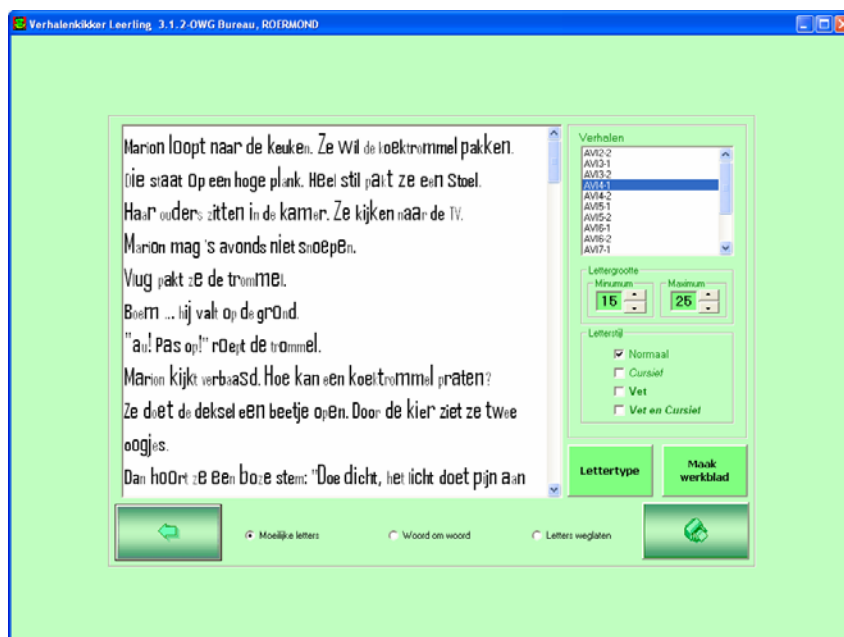 Verhalenkikker Leerling 3.1.2-OWG Bureau, ROERMOND
Marion loopt naar de keuken. Ze Wil de koektrommel pakken.
Die staat Op een hoge plank. Heel stil pakt ze een Stoel.
Haar ouders zitten in de kamer. Ze kijken naar de TV.
Marion mag 's avonds niet snoepen.
Vlug pakt ze de trommel.
Boem ... hij valt op de grond.
"au! Pas op!" roept de trommel.
Marion kijkt verbaasd. Hoe kan een koektrommel praten?
Ze doet de deksel een beetje open. Door de kier ziet ze twee
oogjes.
Dan hoort ze een boze stem: "Doe dicht, het licht doet pijn aan
Verhalen
AVI2-2
AVI3-1
AVI3-2
AVI4-1
AVI4-2
AVI5-1
AVI5-2
AVI6-1
AVI6-2
AVI7-1
Lettergrootte
Minumum
Maximum
15
25
Letterstijl
Normaal
Cursief
Vet
Vet en Cursief
Lettertype
Maak
werkblad
Moeilijke letters
Woord om woord
Letters weglaten